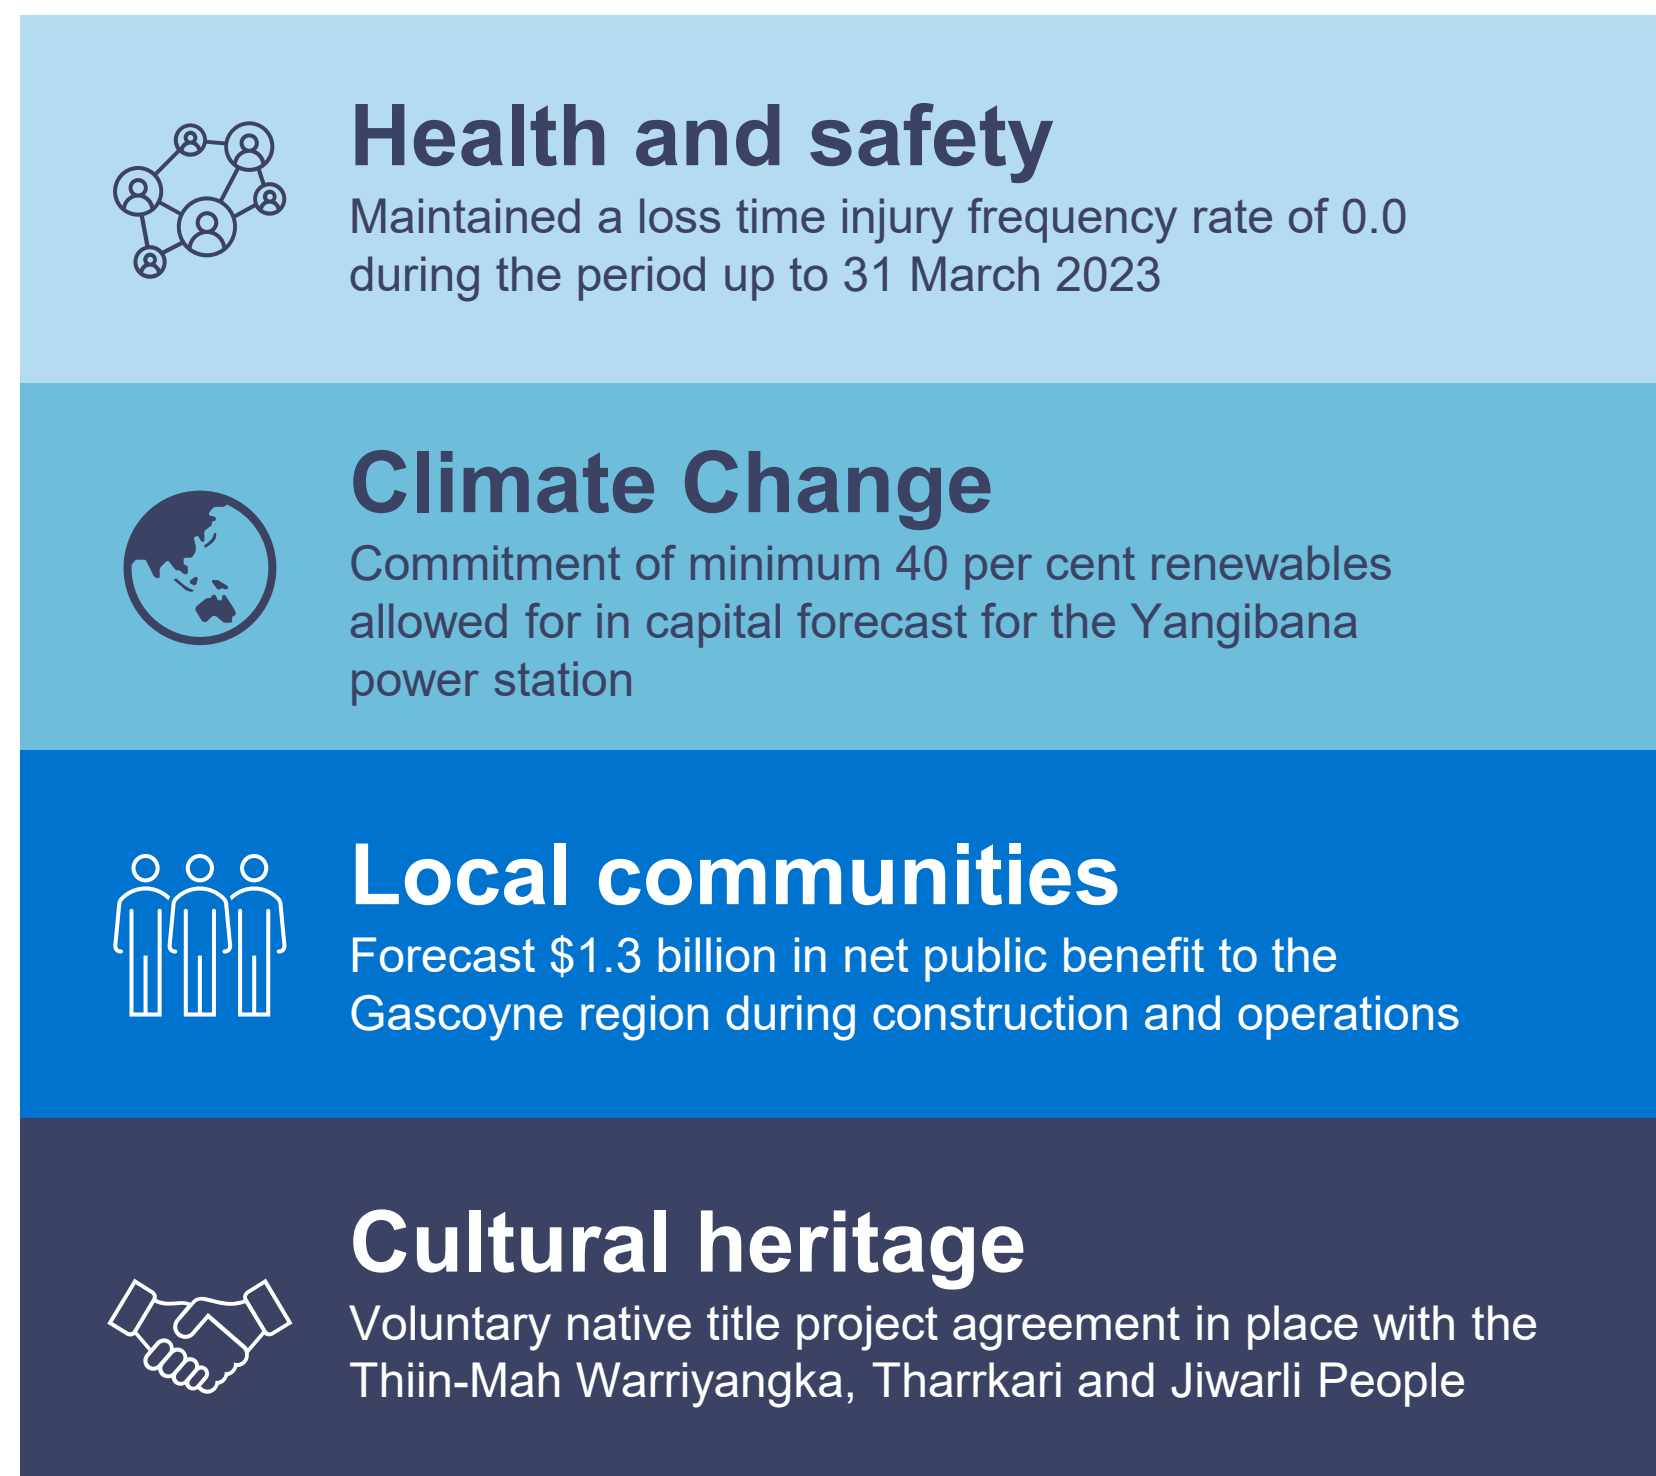 Health and safety
Maintained a loss time injury frequency rate of 0.0
during the period up to 31 March 2023
Climate Change
Commitment of minimum 40 per cent renewables
allowed for in capital forecast for the Yangibana
power station
Local communities
Forecast $1.3 billion in net public benefit to the
Gascoyne region during construction and operations
Cultural heritage
Voluntary native title project agreement in place with the
Thiin-Mah Warriyangka, Tharrkari and Jiwarli People